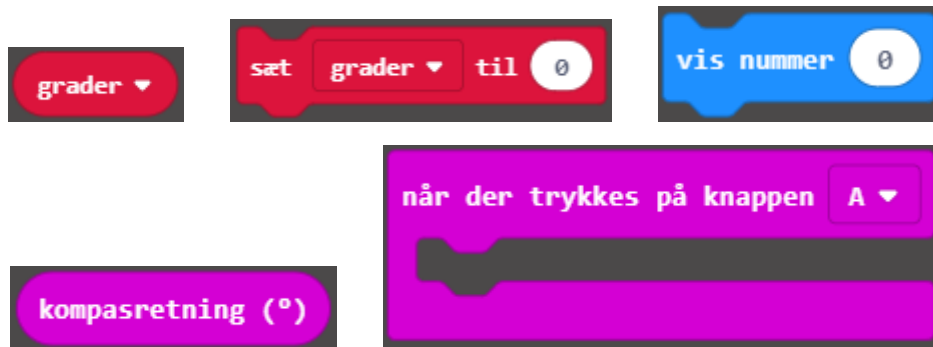 grader
sæt grader til 0
vis nummer 0
når der trykkes på knappen A
kompasretning (°)